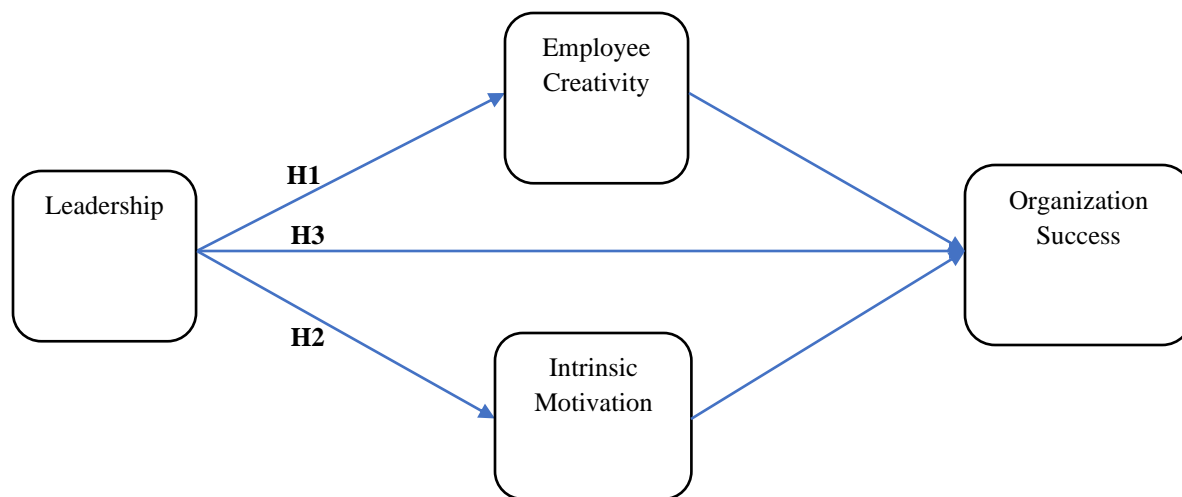 Employee
Creativity
H1
Leadership
Organization
Success
H3
H2
Intrinsic
Motivation